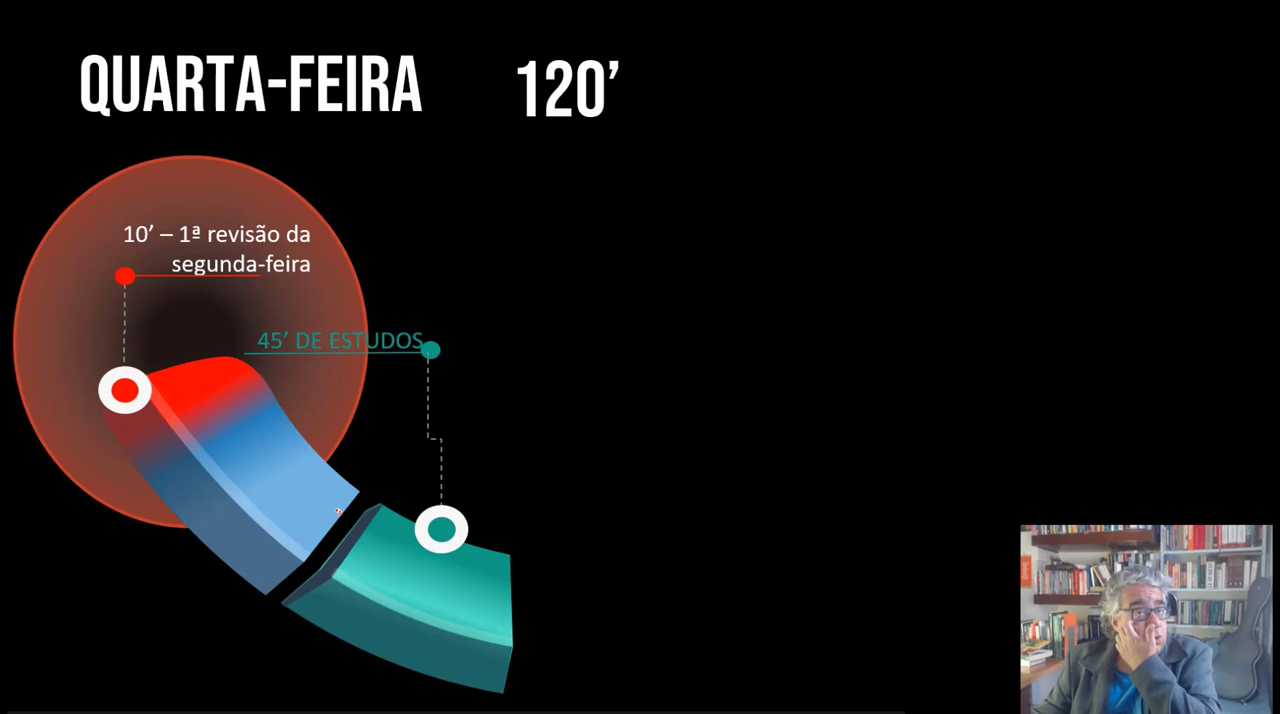 QUARTA-FEIRA 120’
10’ – 1ª revisão da
segunda-feira
45’ DE ESTUDOS